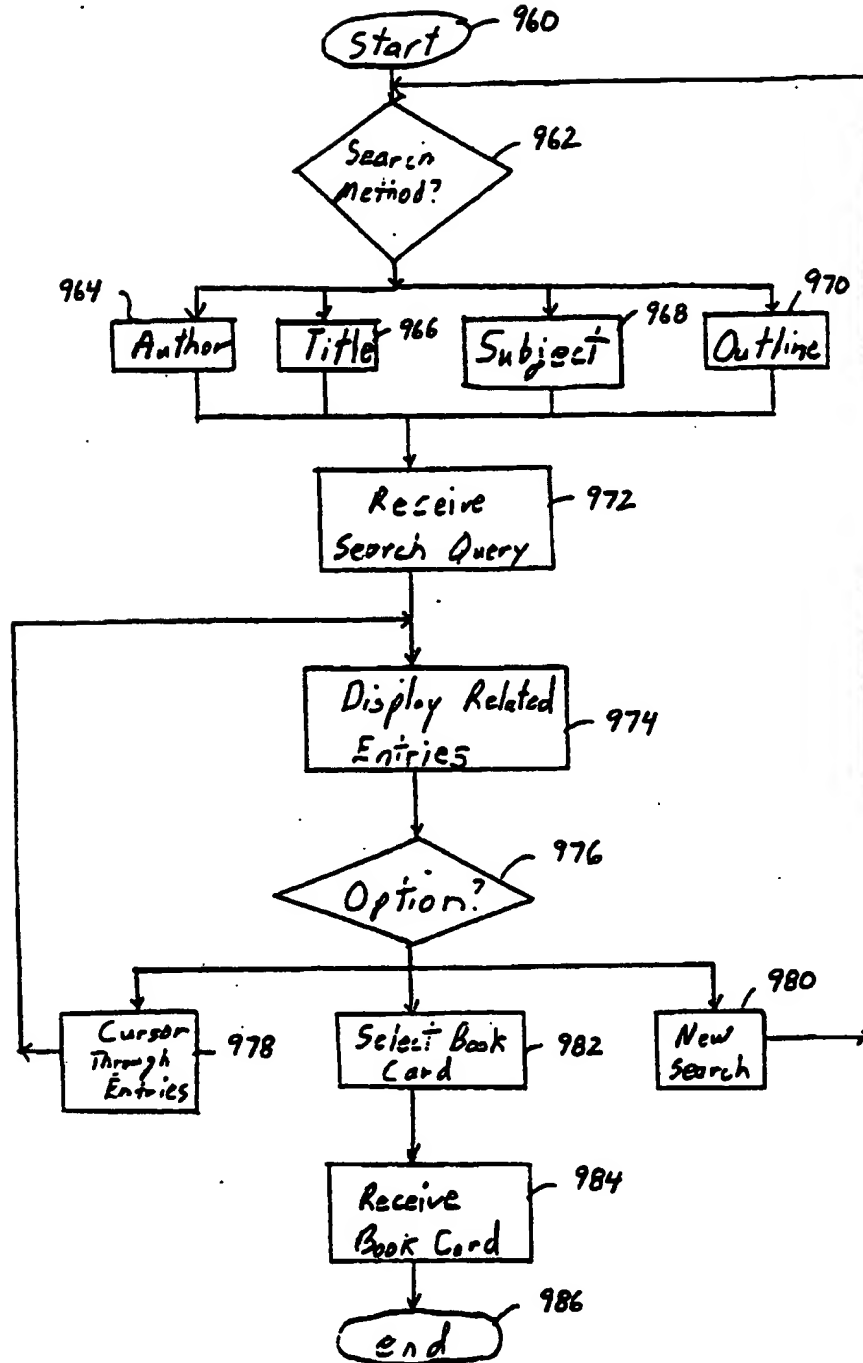 Start
960
Search
Method?
962
964
Author
Title
966
Subject
968
970
Outline
Receive
Search Query
972
Display Related
Entries
974
Option?
976
Cursor
Through
Entries
978
Select Book
Card
982
980
New
Search
Receive
Book Card
984
end
986